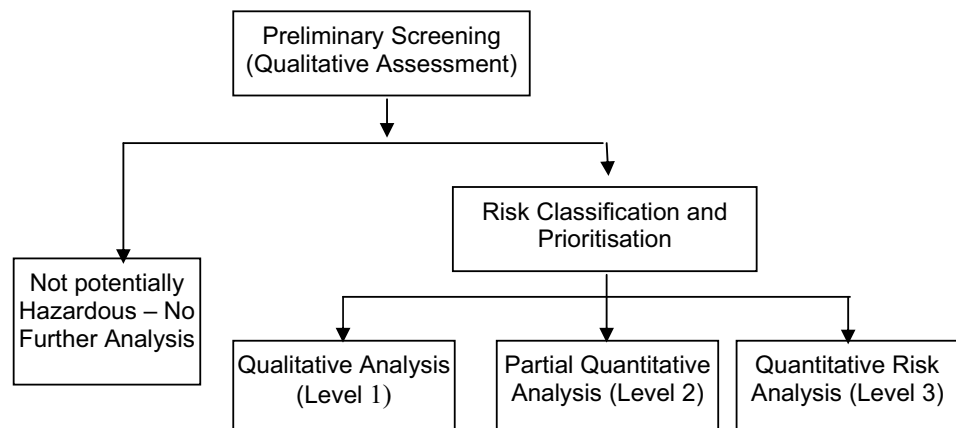 Preliminary Screening
(Qualitative Assessment)
Risk Classification and
Prioritisation
Not potentially
Hazardous – No
Further Analysis
Qualitative Analysis
(Level 1)
Partial Quantitative
Analysis (Level 2)
Quantitative Risk
Analysis (Level 3)